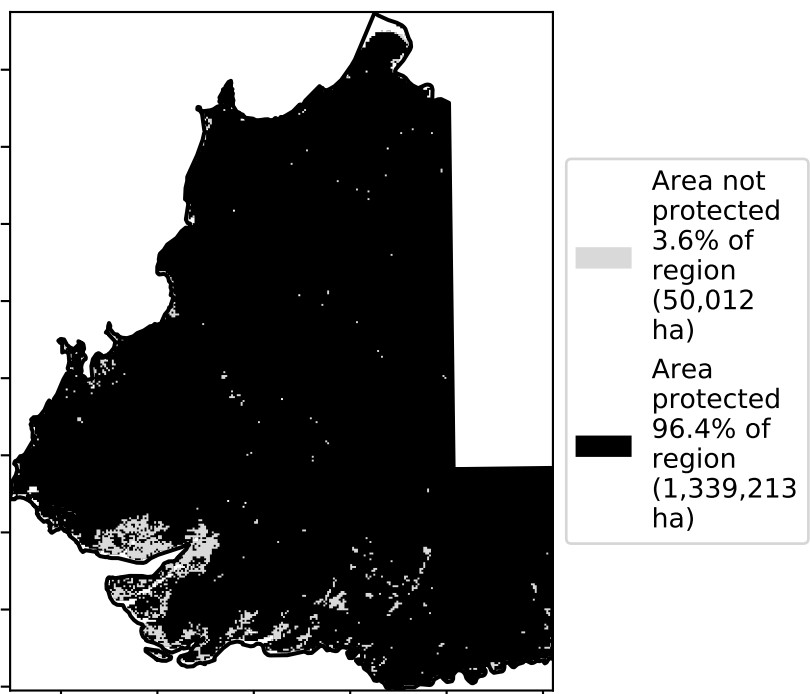 Area not
protected
3.6% of
region
(50,012
ha)
Area
protected
96.4% of
region
(1,339,213
ha)